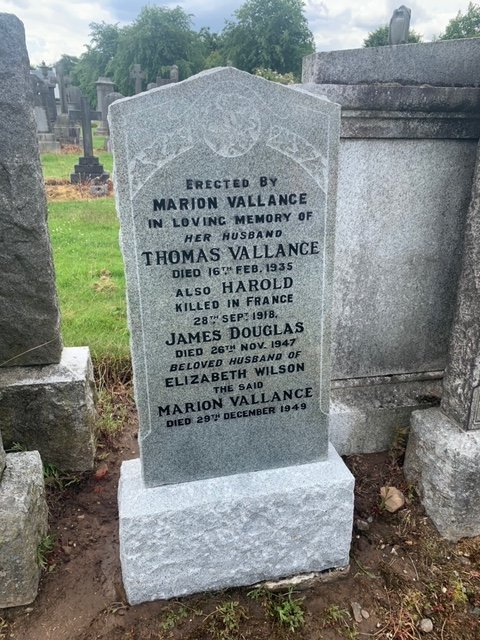 ERECTED BY
MARION VALLANCE
IN LOVING MEMORY OF
HER HUSBAND
THOMAS VALLANCE
DIED 16TH FEB. 1935
ALSO HAROLD
KILLED IN FRANCE
28TH SEPT 1918.
JAMES DOUGLAS
DIED 26TH NOV. 1947
BELOVED HUSBAND OF
ELIZABETH WILSON
THE SAID
MARION VALLANCE
DIED 29TH DECEMBER 1949